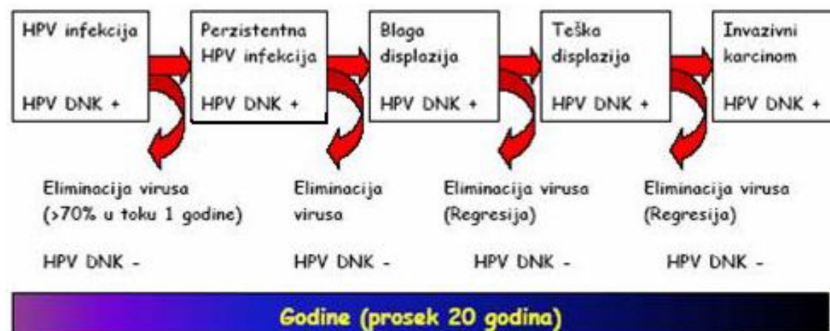 HPV infekcija
HPV DNK +
Perzistentna
HPV infekcija
HPV DNK +
Blaga
displazija
HPV DNK +
Teška
displazija
HPV DNK +
Invazivni
karcinom
HPV DNK +
Eliminacija virusa
(>70% u toku 1 godine)
HPV DNK -
Eliminacija
virusa
HPV DNK -
Eliminacija virusa
(Regresija)
HPV DNK -
Eliminacija virusa
(Regresija)
HPV DNK -
Godine (prosek 20 godina)